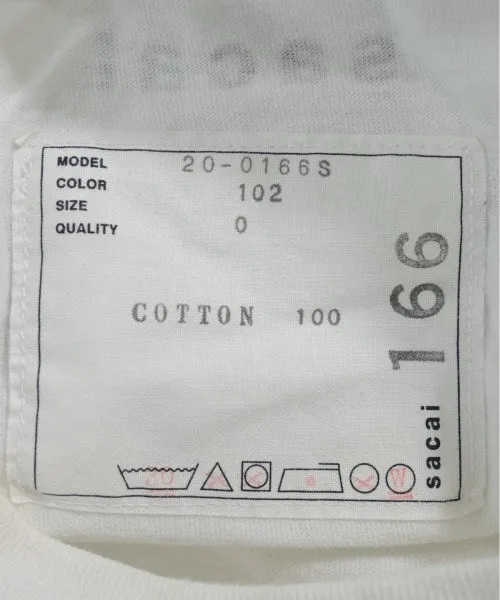 sacai
MODEL 20-0166S
COLOR 102
SIZE 0
QUALITY
COTTON 100
166
sacai
W